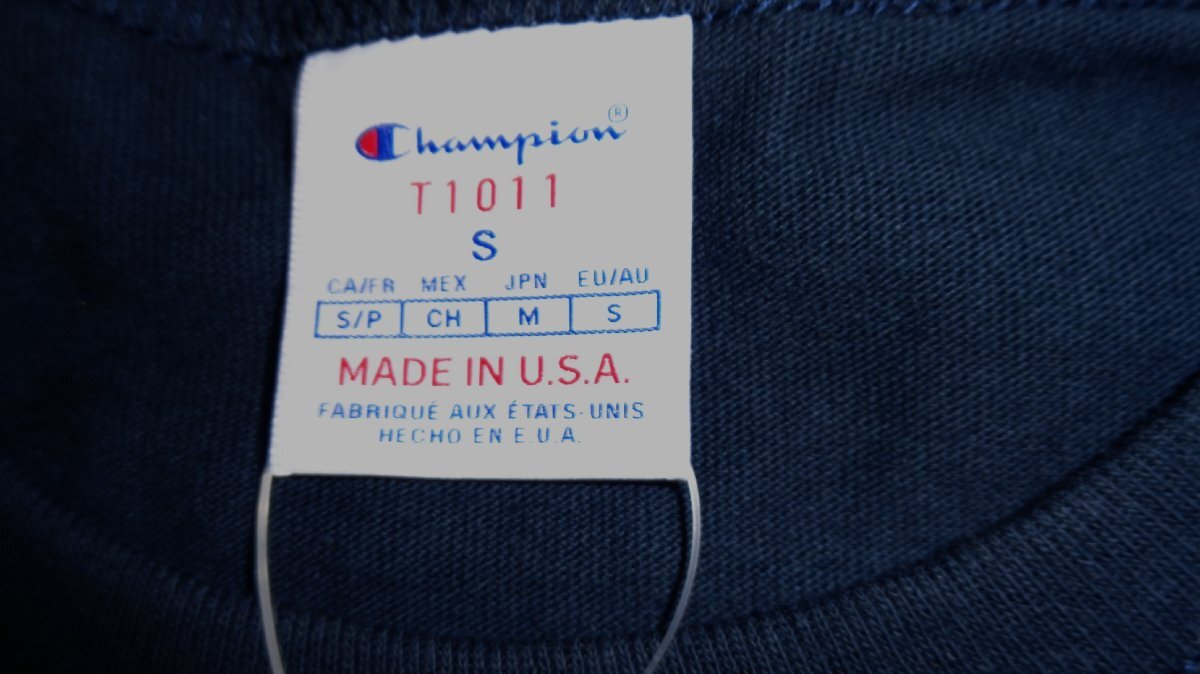 Champion®
T1011
S
CA/FR MEX JPN EU/AU
S/P CH M S
MADE IN U.S.A.
FABRIQUÉ AUX ÉTATS-UNIS
HECHO EN E.U.A.